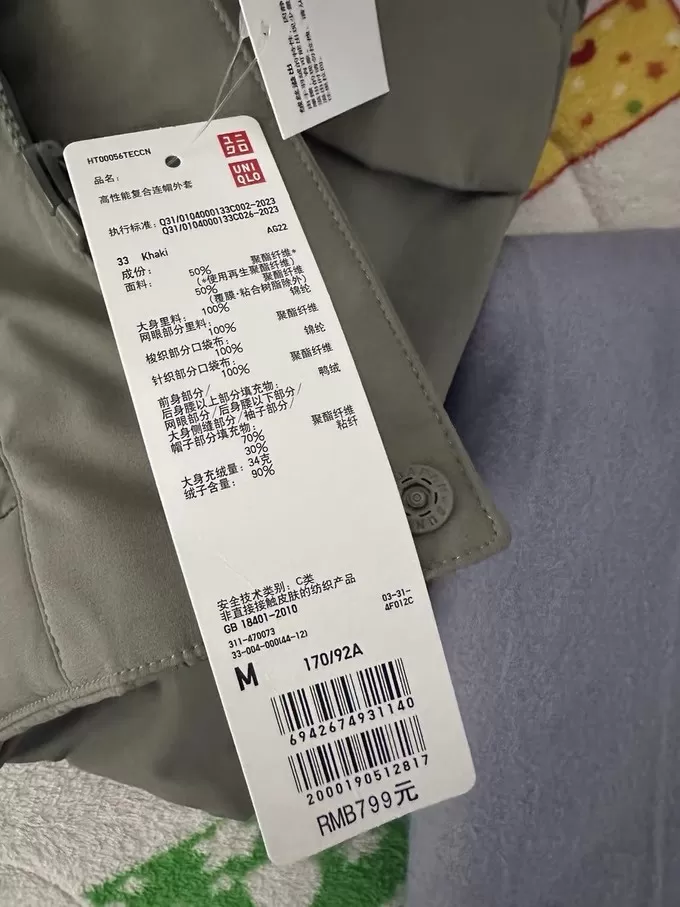 HT00056TECCN
ユニ
クロ
UNI
QLO
品名:
高性能复合连帽外套
执行标准: Q31/0104000133C002-2023
Q31/0104000133C026-2023
33 Khaki AG22
成份:
面料: 50% 聚酯纤维*
(*使用再生聚酯纤维)
50% 聚酯纤维
(覆膜·粘合树脂除外)
大身里料: 100% 锦纶
网眼部分里料: 100% 聚酯纤维
梭织部分口袋布: 100% 锦纶
针织部分口袋布: 100% 聚酯纤维
前身部分/
后身腰以上部分填充物: 鸭绒
网眼部分/后身腰以下部分/
大身侧缝部分/袖子部分/
帽子部分填充物:
70% 聚酯纤维
30% 粘纤
大身充绒量: 34克
绒子含量: 90%
安全技术类别: C类
非直接接触皮肤的纺织产品
GB 18401-2010
03-31-
4F012C
311-470073
33-004-000(44-12)
M 170/92A
6942674931140
2000190512817
RMB799元